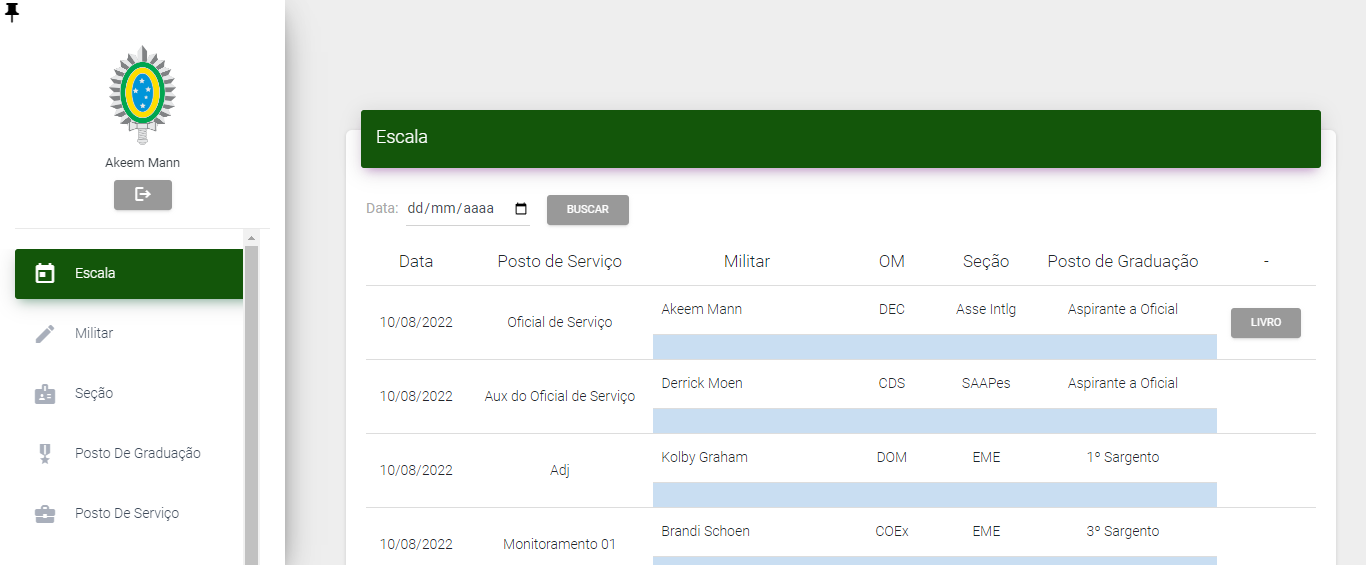 Akeem Mann
Escala
Militar
Seção
Posto De Graduação
Posto De Serviço
Escala
Data: dd/mm/aaaa BUSCAR
Data Posto de Serviço Militar OM Seção Posto de Graduação -
10/08/2022 Oficial de Serviço Akeem Mann DEC Asse Intlg Aspirante a Oficial LIVRO
10/08/2022 Aux do Oficial de Serviço Derrick Moen CDS SAAPes Aspirante a Oficial
10/08/2022 Adj Kolby Graham DOM EME 1º Sargento
10/08/2022 Monitoramento 01 Brandi Schoen COEx EME 3º Sargento